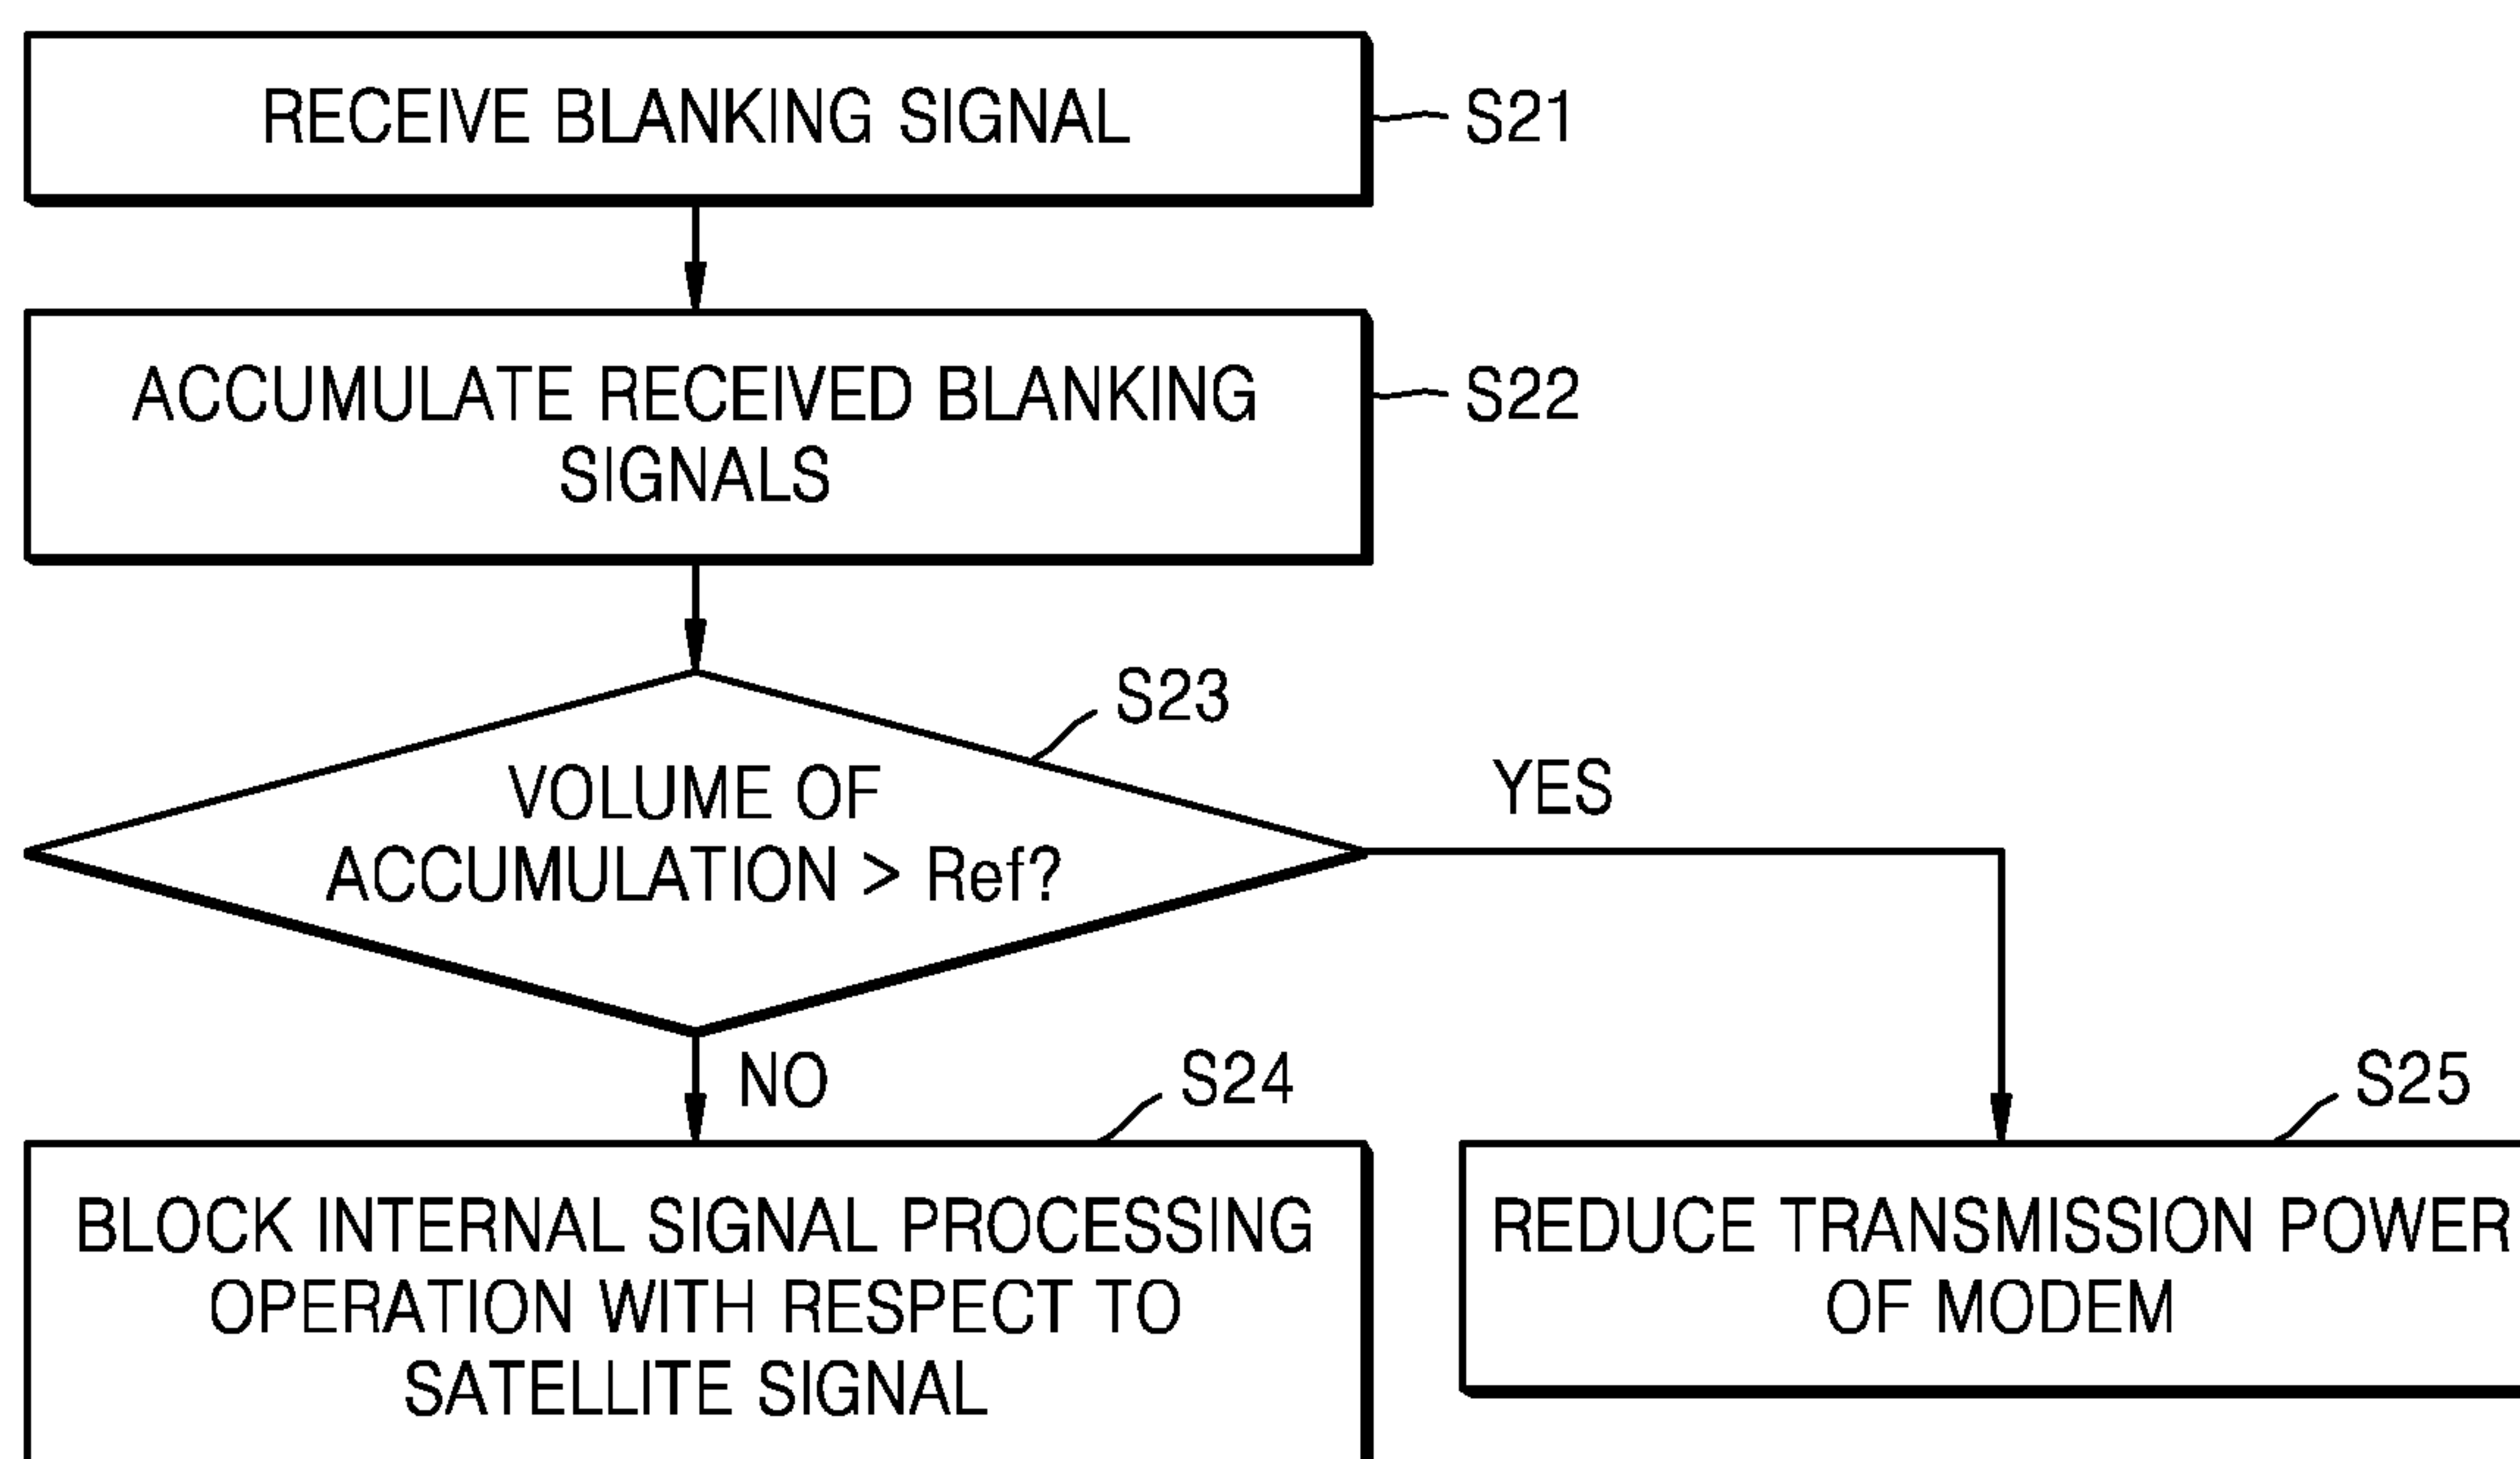 RECEIVE BLANKING SIGNAL
S21
ACCUMULATE RECEIVED BLANKING
SIGNALS
S22
S23
VOLUME OF
ACCUMULATION > Ref?
YES
NO
S24
BLOCK INTERNAL SIGNAL PROCESSING
OPERATION WITH RESPECT TO
SATELLITE SIGNAL
S25
REDUCE TRANSMISSION POWER
OF MODEM